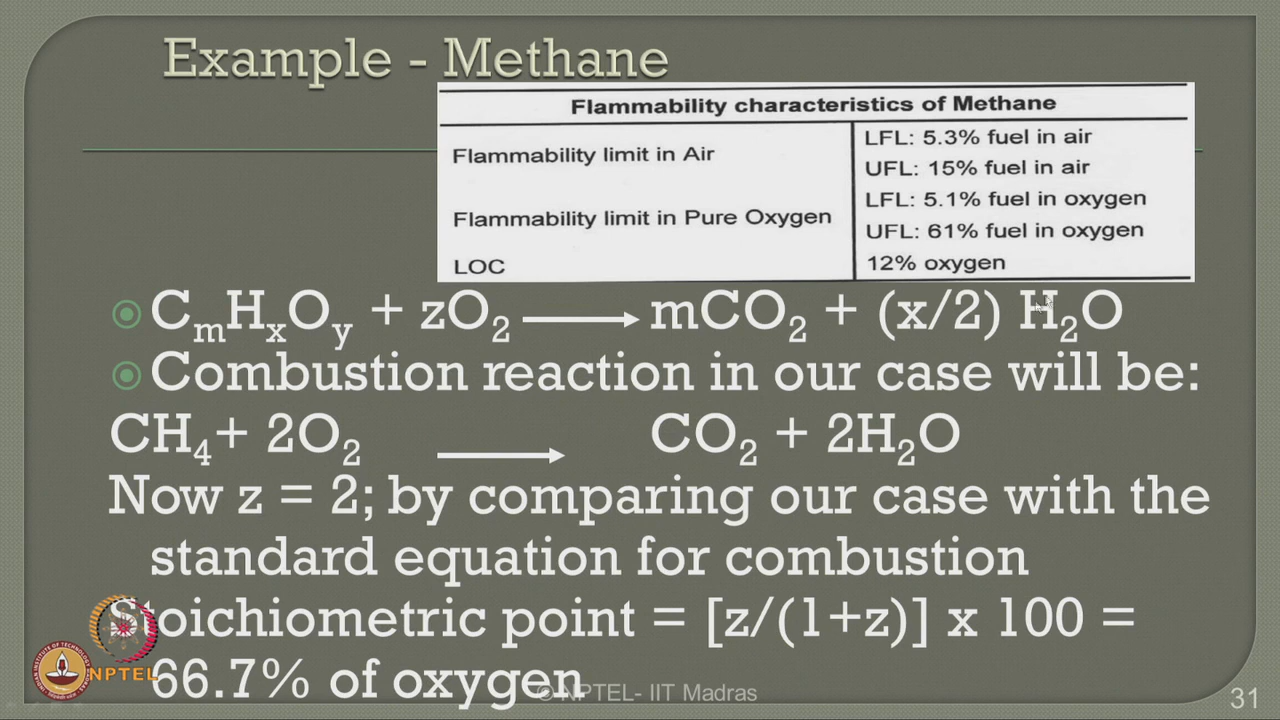 Example - Methane
Flammability characteristics of Methane
Flammability limit in Air
LFL: 5.3% fuel in air
UFL: 15% fuel in air
Flammability limit in Pure Oxygen
LFL: 5.1% fuel in oxygen
UFL: 61% fuel in oxygen
LOC
12% oxygen
CmHxOy + zO2 → mCO2 + (x/2) H2O
Combustion reaction in our case will be:
CH4+ 2O2 → CO2 + 2H2O
Now z = 2; by comparing our case with the
standard equation for combustion
Stoichiometric point = [z/(1+z)] x 100 =
66.7% of oxygen
NPTEL
© NPTEL- IIT Madras
31